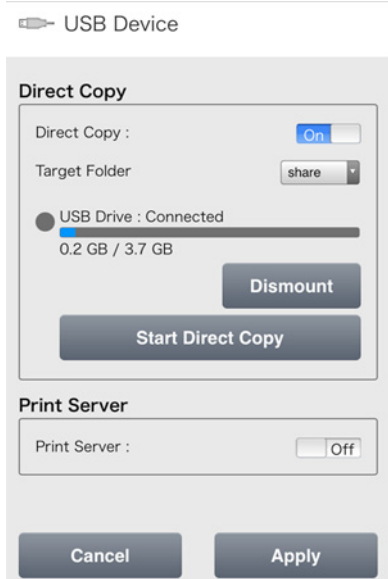 USB Device
Direct Copy
Direct Copy :
On
Target Folder
share
USB Drive : Connected
0.2 GB / 3.7 GB
Dismount
Start Direct Copy
Print Server
Print Server :
Off
Cancel
Apply